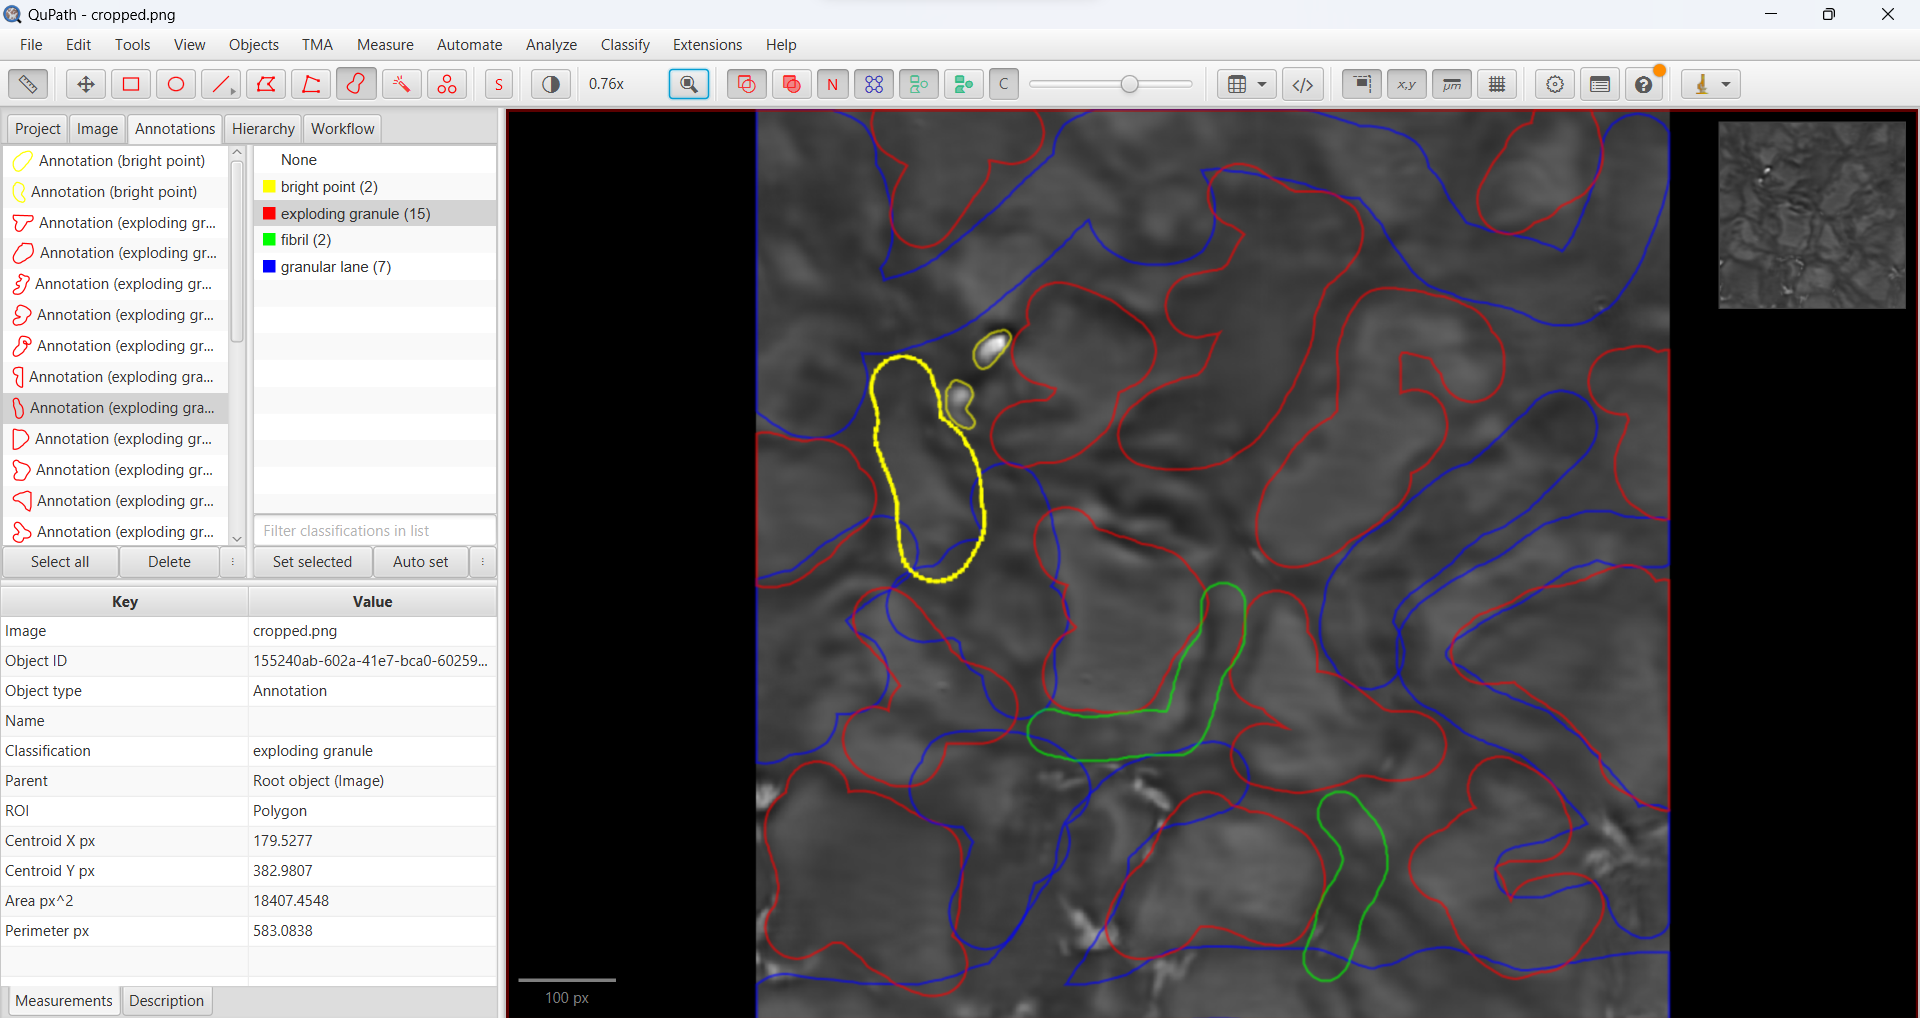 QuPath - cropped.png
File Edit Tools View Objects TMA Measure Automate Analyze Classify Extensions Help
S 0.76x N C x,y μm </> ?
Project Image Annotations Hierarchy Workflow
Annotation (bright point)
Annotation (bright point)
Annotation (exploding gr...
Annotation (exploding gr...
Annotation (exploding gr...
Annotation (exploding gr...
Annotation (exploding gr...
Annotation (exploding gra...
Annotation (exploding gra...
Annotation (exploding gr...
Annotation (exploding gr...
Annotation (exploding gr...
Annotation (exploding gr...
None
bright point (2)
exploding granule (15)
fibril (2)
granular lane (7)
Filter classifications in list
Select all Delete Set selected Auto set
Key Value
Image cropped.png
Object ID 155240ab-602a-41e7-bca0-60259...
Object type Annotation
Name
Classification exploding granule
Parent Root object (Image)
ROI Polygon
Centroid X px 179.5277
Centroid Y px 382.9807
Area px^2 18407.4548
Perimeter px 583.0838
Measurements Description
100 px